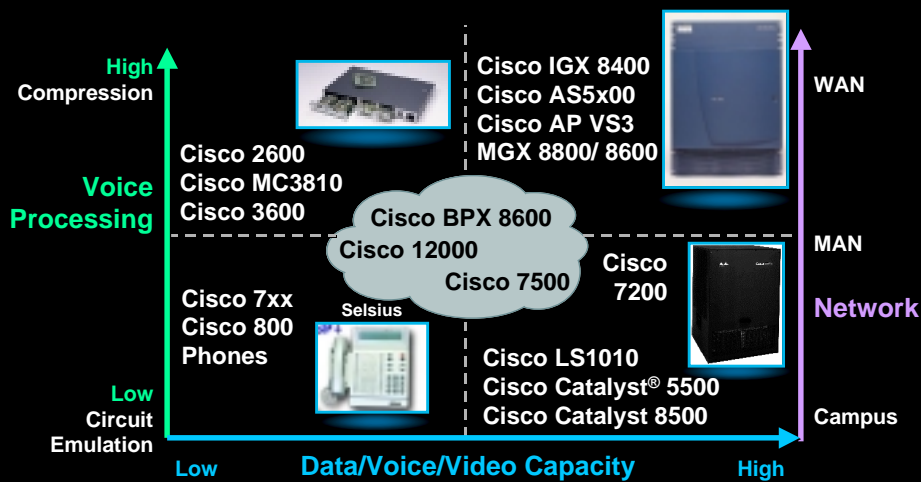 High
Compression
Voice
Processing
Low
Circuit
Emulation
Cisco 2600
Cisco MC3810
Cisco 3600
Cisco IGX 8400
Cisco AS5x00
Cisco AP VS3
MGX 8800/ 8600
Cisco BPX 8600
Cisco 12000
Cisco 7500
Cisco 7xx
Cisco 800
Phones
Selsius
Cisco
7200
Cisco LS1010
Cisco Catalyst® 5500
Cisco Catalyst 8500
WAN
MAN
Network
Campus
Low
Data/Voice/Video Capacity
High